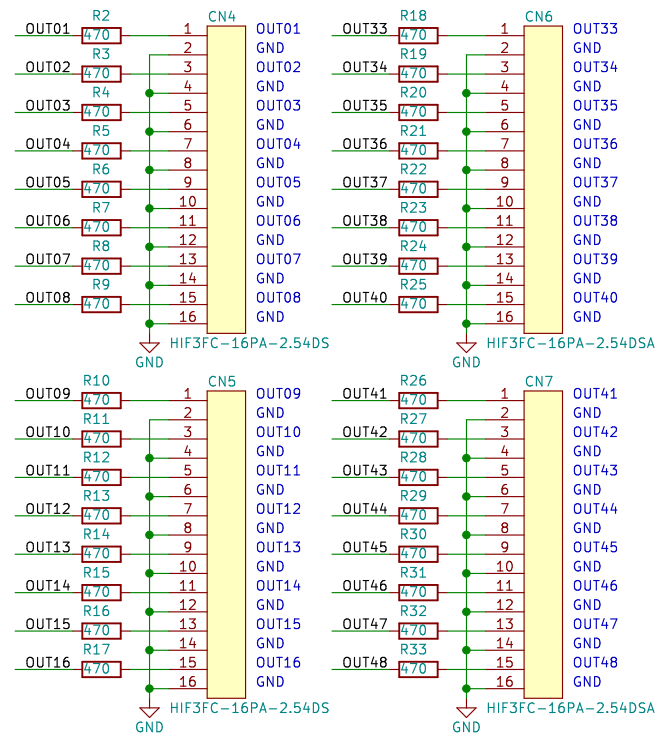 R2 CN4
OUT01 470 1 OUT01
2 GND
R3
OUT02 470 3 OUT02
4 GND
R4
OUT03 470 5 OUT03
6 GND
R5
OUT04 470 7 OUT04
8 GND
R6
OUT05 470 9 OUT05
10 GND
R7
OUT06 470 11 OUT06
12 GND
R8
OUT07 470 13 OUT07
14 GND
R9
OUT08 470 15 OUT08
16 GND
HIF3FC-16PA-2.54DS
GND
R18 CN6
OUT33 470 1 OUT33
2 GND
R19
OUT34 470 3 OUT34
4 GND
R20
OUT35 470 5 OUT35
6 GND
R21
OUT36 470 7 OUT36
8 GND
R22
OUT37 470 9 OUT37
10 GND
R23
OUT38 470 11 OUT38
12 GND
R24
OUT39 470 13 OUT39
14 GND
R25
OUT40 470 15 OUT40
16 GND
HIF3FC-16PA-2.54DSA
GND
R10 CN5
OUT09 470 1 OUT09
2 GND
R11
OUT10 470 3 OUT10
4 GND
R12
OUT11 470 5 OUT11
6 GND
R13
OUT12 470 7 OUT12
8 GND
R14
OUT13 470 9 OUT13
10 GND
R15
OUT14 470 11 OUT14
12 GND
R16
OUT15 470 13 OUT15
14 GND
R17
OUT16 470 15 OUT16
16 GND
HIF3FC-16PA-2.54DS
GND
R26 CN7
OUT41 470 1 OUT41
2 GND
R27
OUT42 470 3 OUT42
4 GND
R28
OUT43 470 5 OUT43
6 GND
R29
OUT44 470 7 OUT44
8 GND
R30
OUT45 470 9 OUT45
10 GND
R31
OUT46 470 11 OUT46
12 GND
R32
OUT47 470 13 OUT47
14 GND
R33
OUT48 470 15 OUT48
16 GND
HIF3FC-16PA-2.54DSA
GND